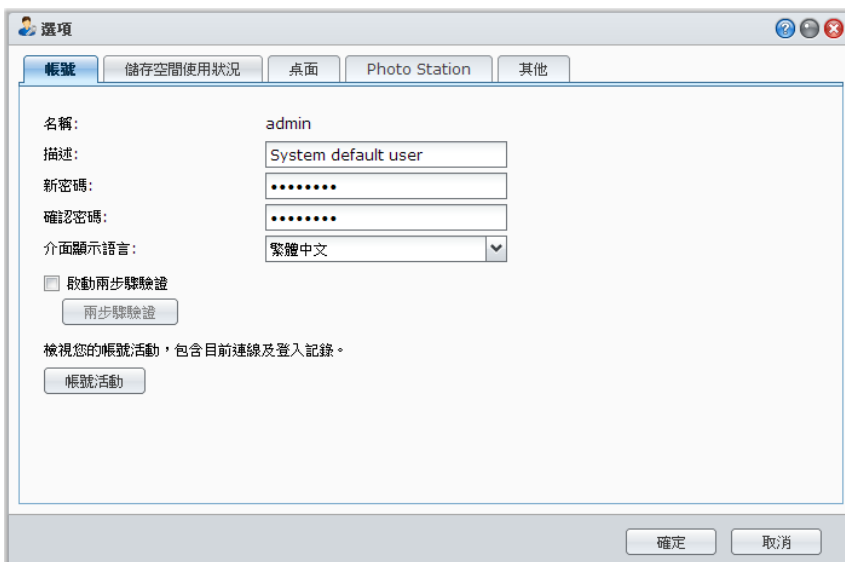 選項
帳號 儲存空間使用狀況 桌面 Photo Station 其他
名稱: admin
描述: System default user
新密碼: ••••••••
確認密碼: ••••••••
介面顯示語言: 繁體中文
啟動兩步驟驗證
兩步驟驗證
檢視您的帳號活動，包含目前連線及登入記錄。
帳號活動
確定 取消